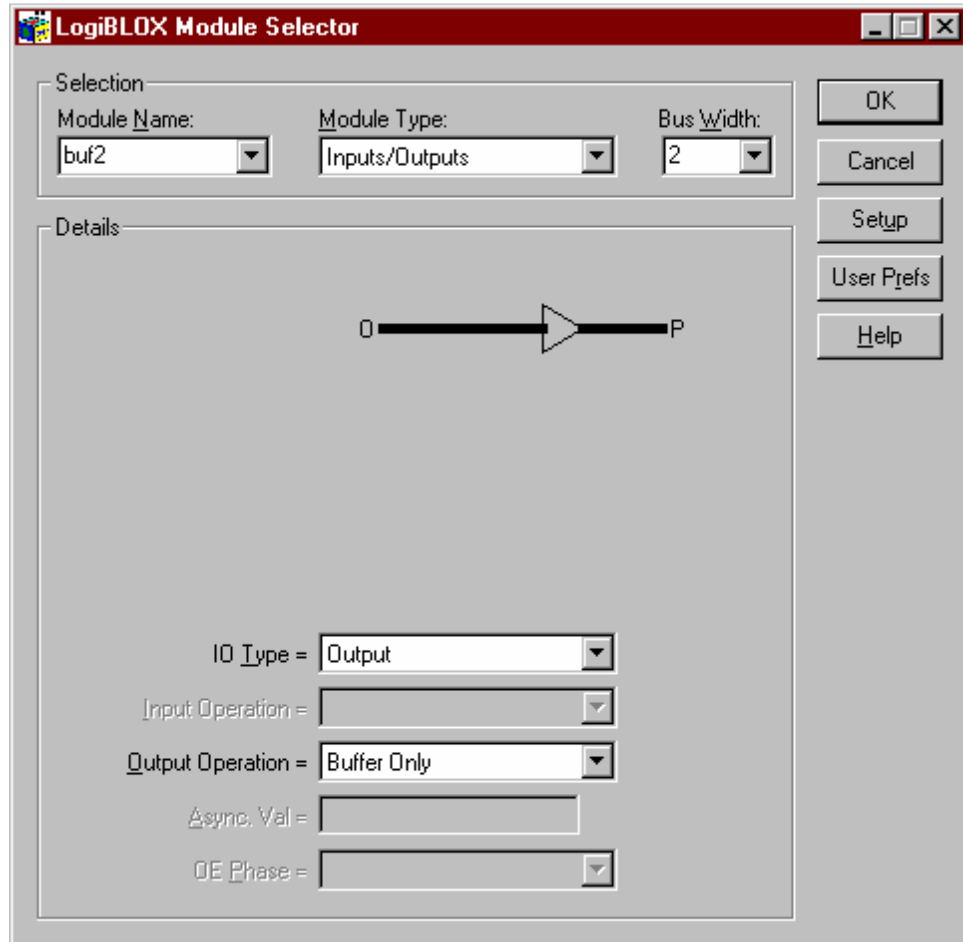 LogiBLOX Module Selector
Selection
Module Name: Module Type: Bus Width:
buf2 Inputs/Outputs 2
OK
Cancel
Setup
User Prefs
Help
Details
O P
IO Type = Output
Input Operation =
Output Operation = Buffer Only
Async. Val =
OE Phase =